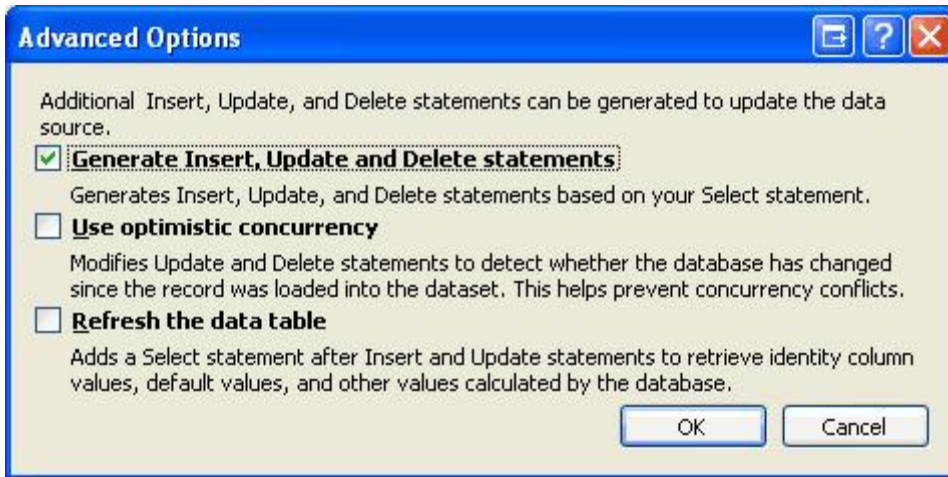 Advanced Options
Additional Insert, Update, and Delete statements can be generated to update the data
source.
Generate Insert, Update and Delete statements
Generates Insert, Update, and Delete statements based on your Select statement.
Use optimistic concurrency
Modifies Update and Delete statements to detect whether the database has changed
since the record was loaded into the dataset. This helps prevent concurrency conflicts.
Refresh the data table
Adds a Select statement after Insert and Update statements to retrieve identity column
values, default values, and other values calculated by the database.
OK Cancel